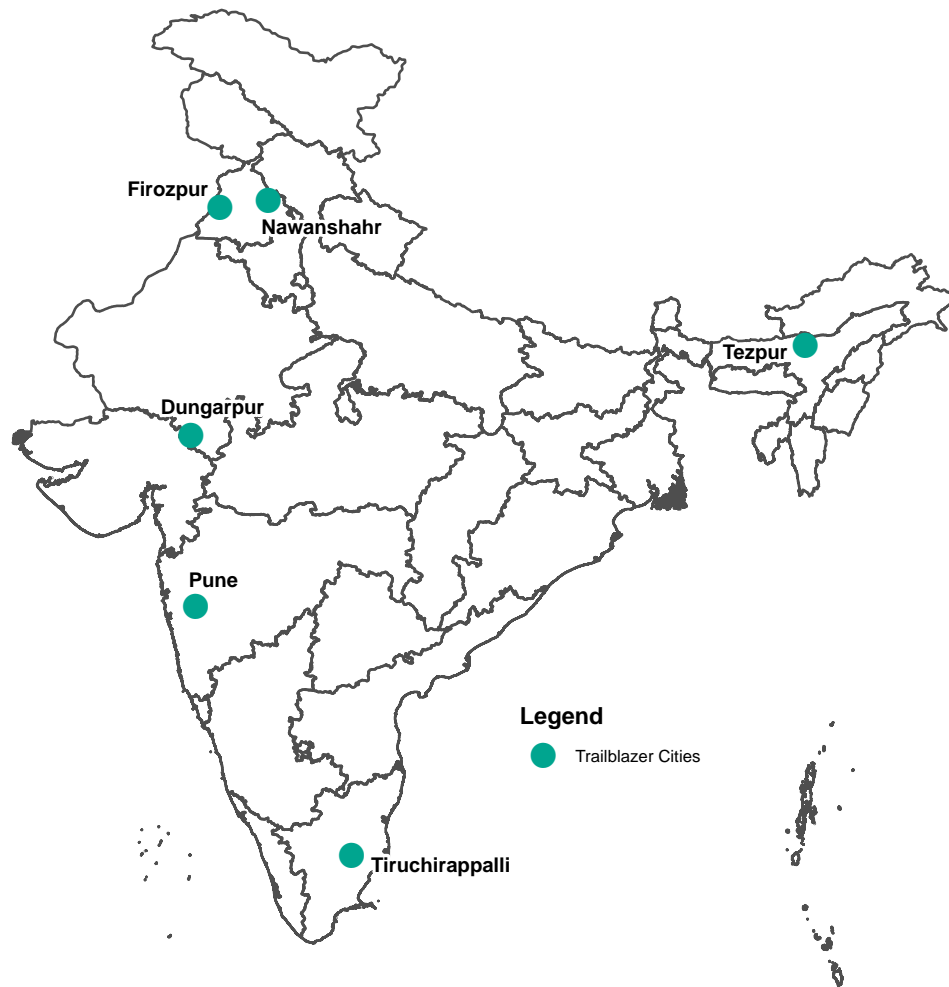 Firozpur
Nawanshahr
Tezpur
Dungarpur
Pune
Legend
Trailblazer Cities
Tiruchirappalli